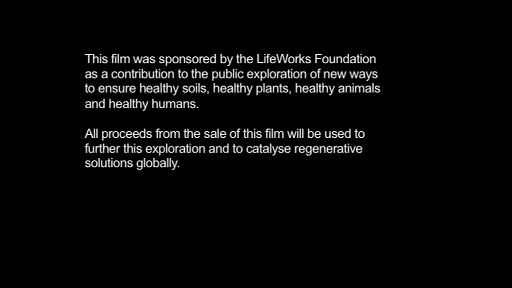 This film was sponsored by the LifeWorks Foundation
as a contribution to the public exploration of new ways
to ensure healthy soils, healthy plants, healthy animals
and healthy humans.
All proceeds from the sale of this film will be used to
further this exploration and to catalyse regenerative
solutions globally.